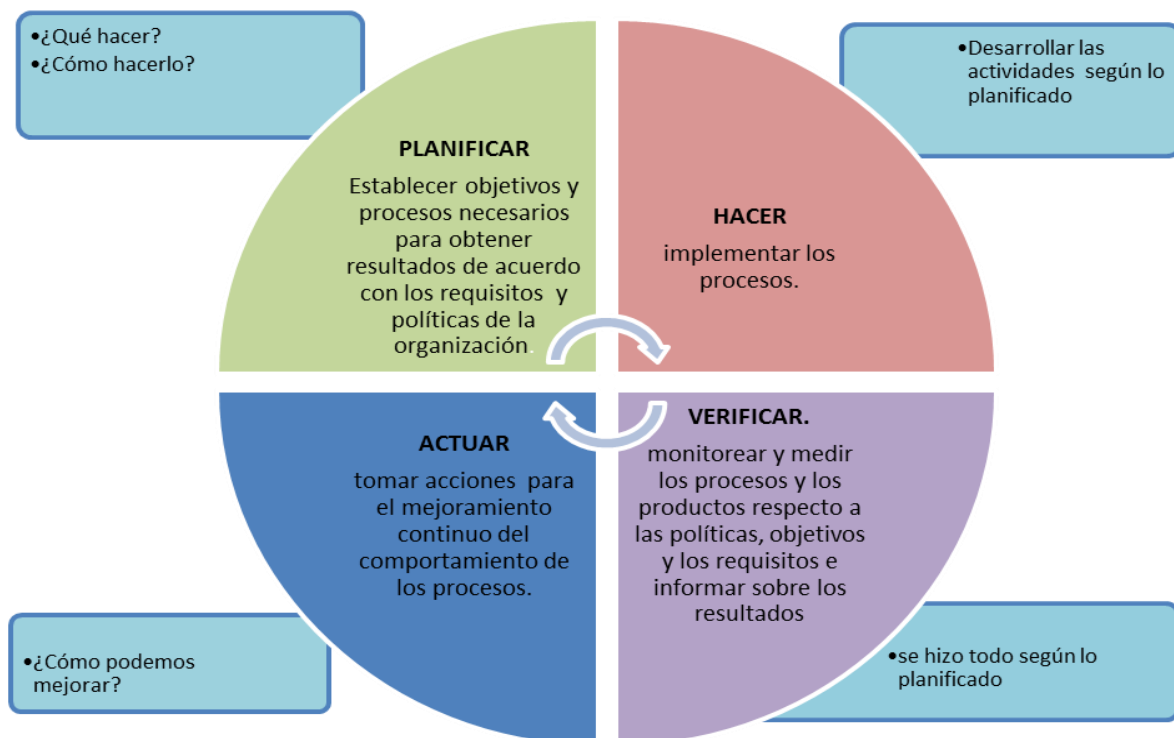 •¿Qué hacer?
•¿Cómo hacerlo?
•Desarrollar las
actividades según lo
planificado
PLANIFICAR
Establecer objetivos y
procesos necesarios
para obtener
resultados de acuerdo
con los requisitos y
políticas de la
organización.
HACER
implementar los
procesos.
ACTUAR
tomar acciones para
el mejoramiento
continuo del
comportamiento de
los procesos.
VERIFICAR.
monitorear y medir
los procesos y los
productos respecto a
las políticas, objetivos
y los requisitos e
informar sobre los
resultados
•¿Cómo podemos
mejorar?
•se hizo todo según lo
planificado